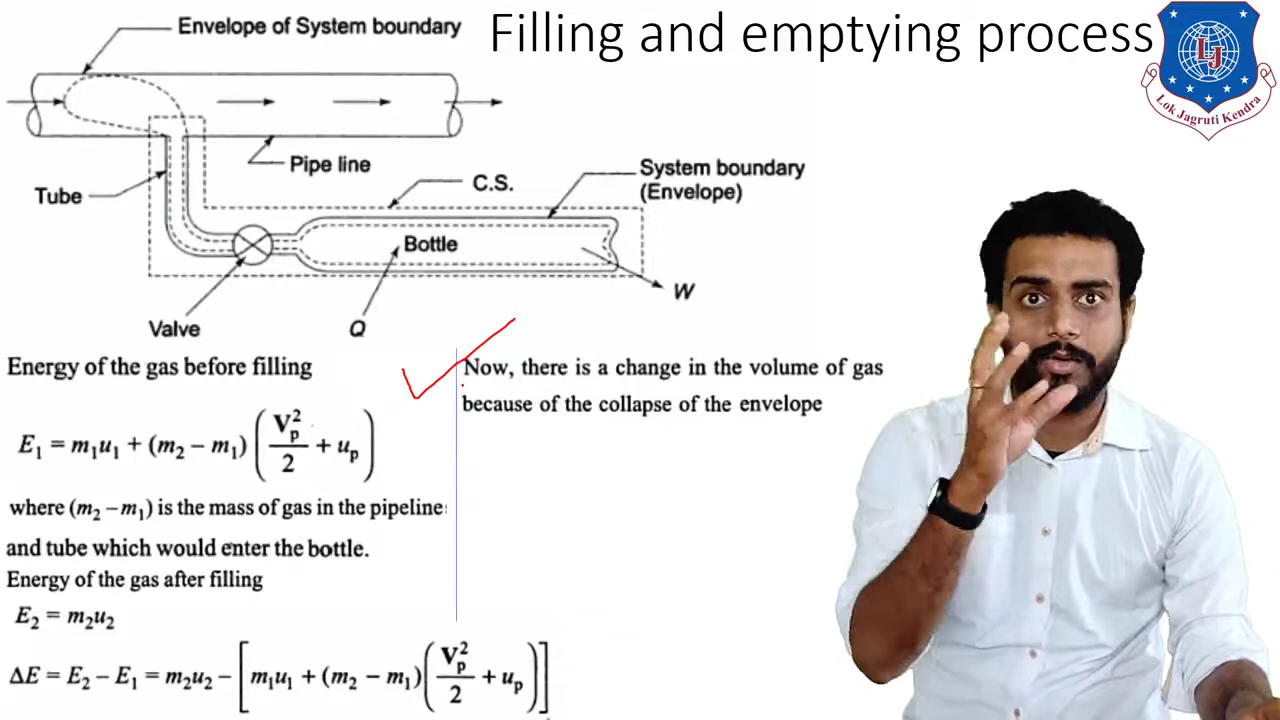 Filling and emptying process
Envelope of System boundary
LJ
Lok Jagruti Kendra
Pipe line
System boundary
(Envelope)
C.S.
Tube
Bottle
W
Valve
Q
Energy of the gas before filling
E₁ = m₁u₁ + (m₂ − m₁) (V²ₚ/2 + uₚ)
where (m₂ − m₁) is the mass of gas in the pipeline
and tube which would enter the bottle.
Energy of the gas after filling
E₂ = m₂u₂
ΔE = E₂ − E₁ = m₂u₂ − [m₁u₁ + (m₂ − m₁)(V²ₚ/2 + uₚ)]
Now, there is a change in the volume of gas
because of the collapse of the envelope